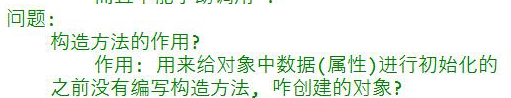 问题:
构造方法的作用?
作用: 用来给对象中数据(属性)进行初始化的
之前没有编写构造方法, 咋创建的对象?